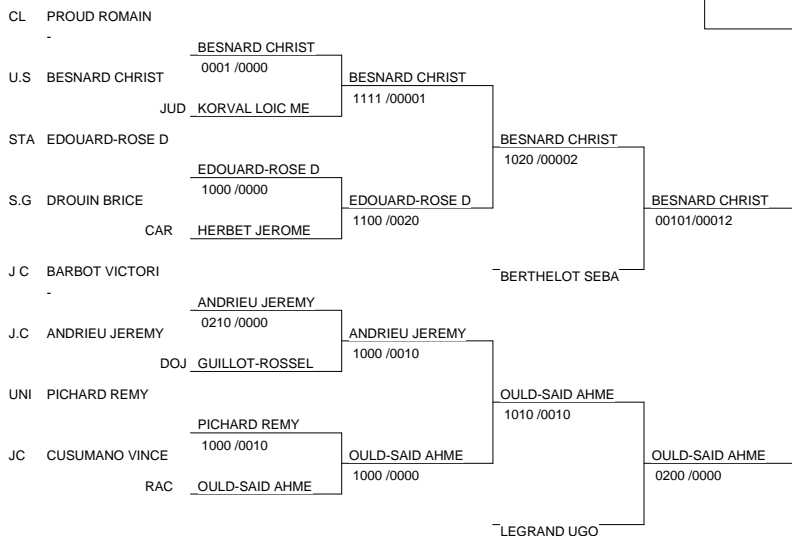 CL PROUD ROMAIN
-
BESNARD CHRIST
0001 /0000
U.S BESNARD CHRIST
BESNARD CHRIST
1111 /00001
JUD KORVAL LOIC ME
STA EDOUARD-ROSE D
BESNARD CHRIST
1020 /00002
EDOUARD-ROSE D
1000 /0000
S.G DROUIN BRICE
EDOUARD-ROSE D
1100 /0020
BESNARD CHRIST
00101/00012
CAR HERBET JEROME
J C BARBOT VICTORI
-
BERTHELOT SEBA
ANDRIEU JEREMY
0210 /0000
J.C ANDRIEU JEREMY
ANDRIEU JEREMY
1000 /0010
DOJ GUILLOT-ROSSEL
UNI PICHARD REMY
OULD-SAID AHME
1010 /0010
PICHARD REMY
1000 /0010
JC CUSUMANO VINCE
OULD-SAID AHME
1000 /0000
OULD-SAID AHME
0200 /0000
RAC OULD-SAID AHME
LEGRAND UGO